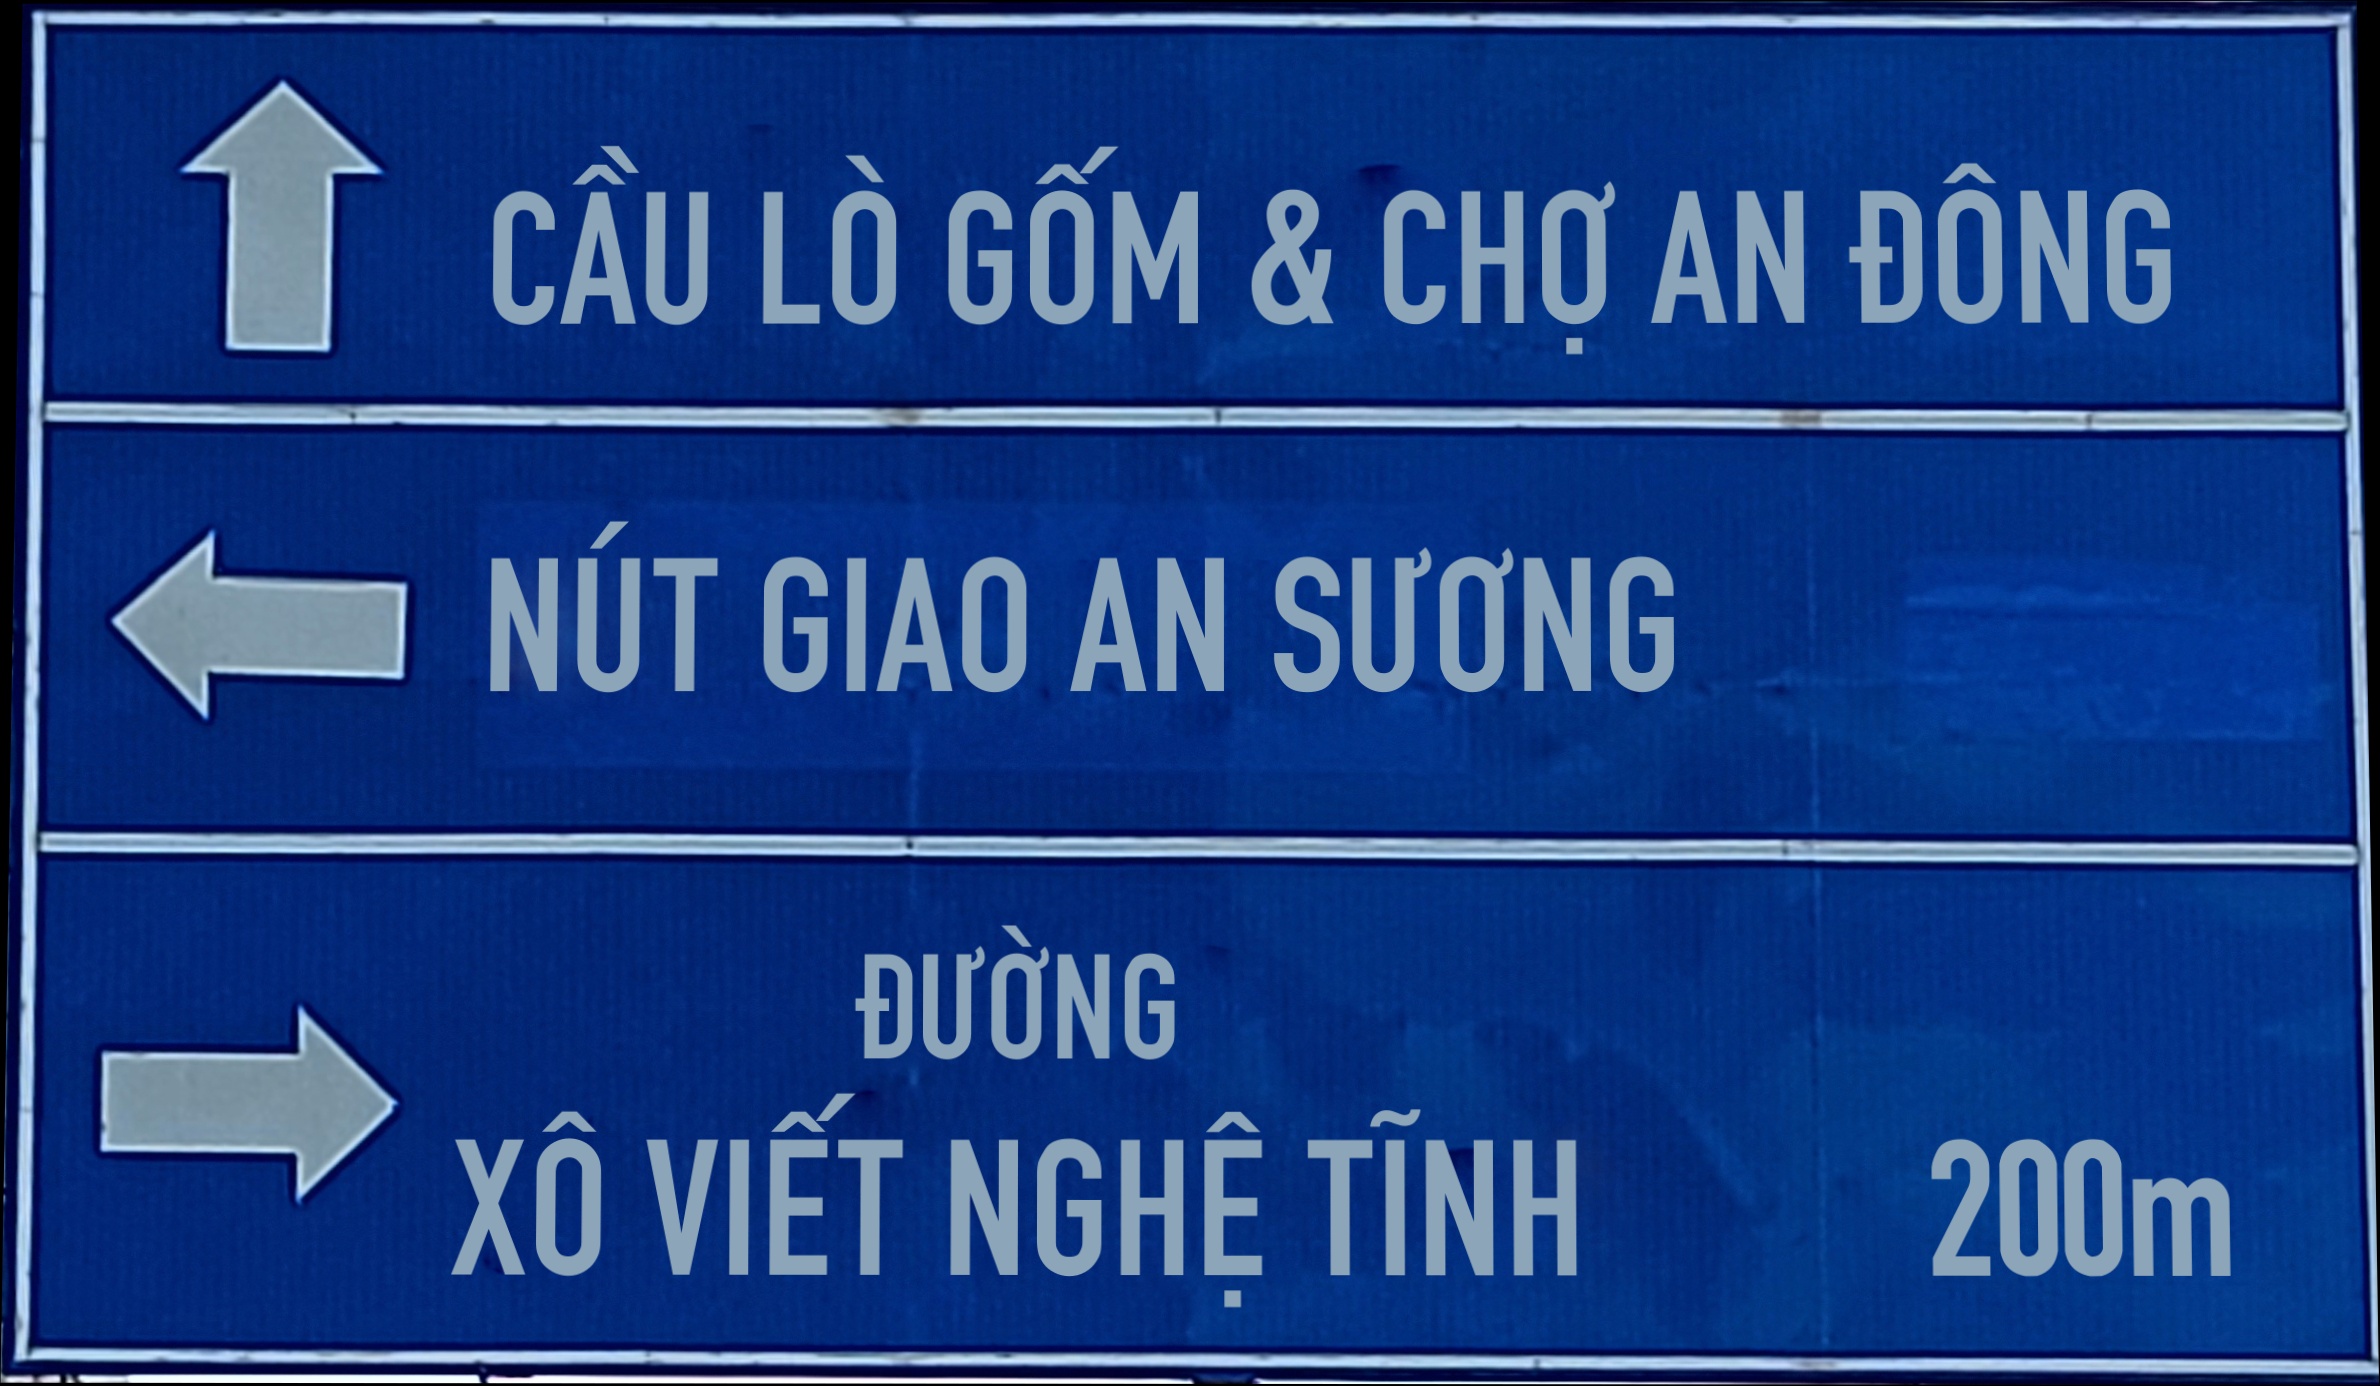 CẦU LÒ GỐM & CHỢ AN ĐÔNG
NÚT GIAO AN SƯƠNG
ĐƯỜNG
XÔ VIẾT NGHỆ TĨNH 200m